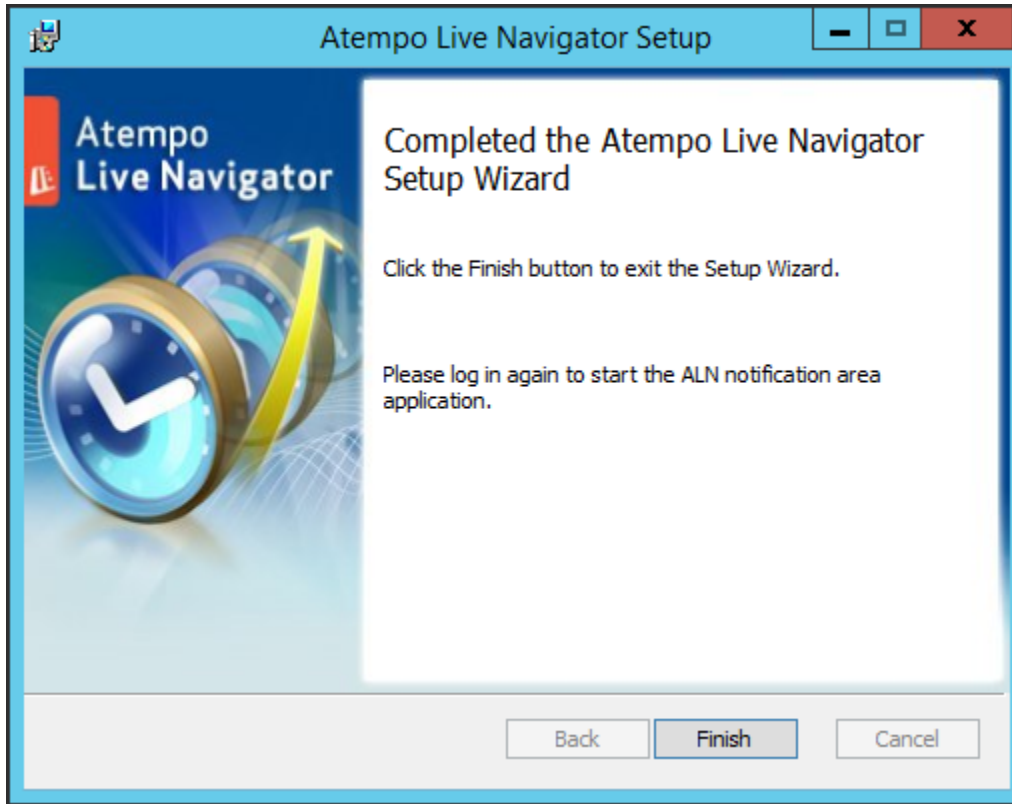 Atempo Live Navigator Setup
Atempo
Live Navigator
Completed the Atempo Live Navigator
Setup Wizard
Click the Finish button to exit the Setup Wizard.
Please log in again to start the ALN notification area
application.
Back
Finish
Cancel